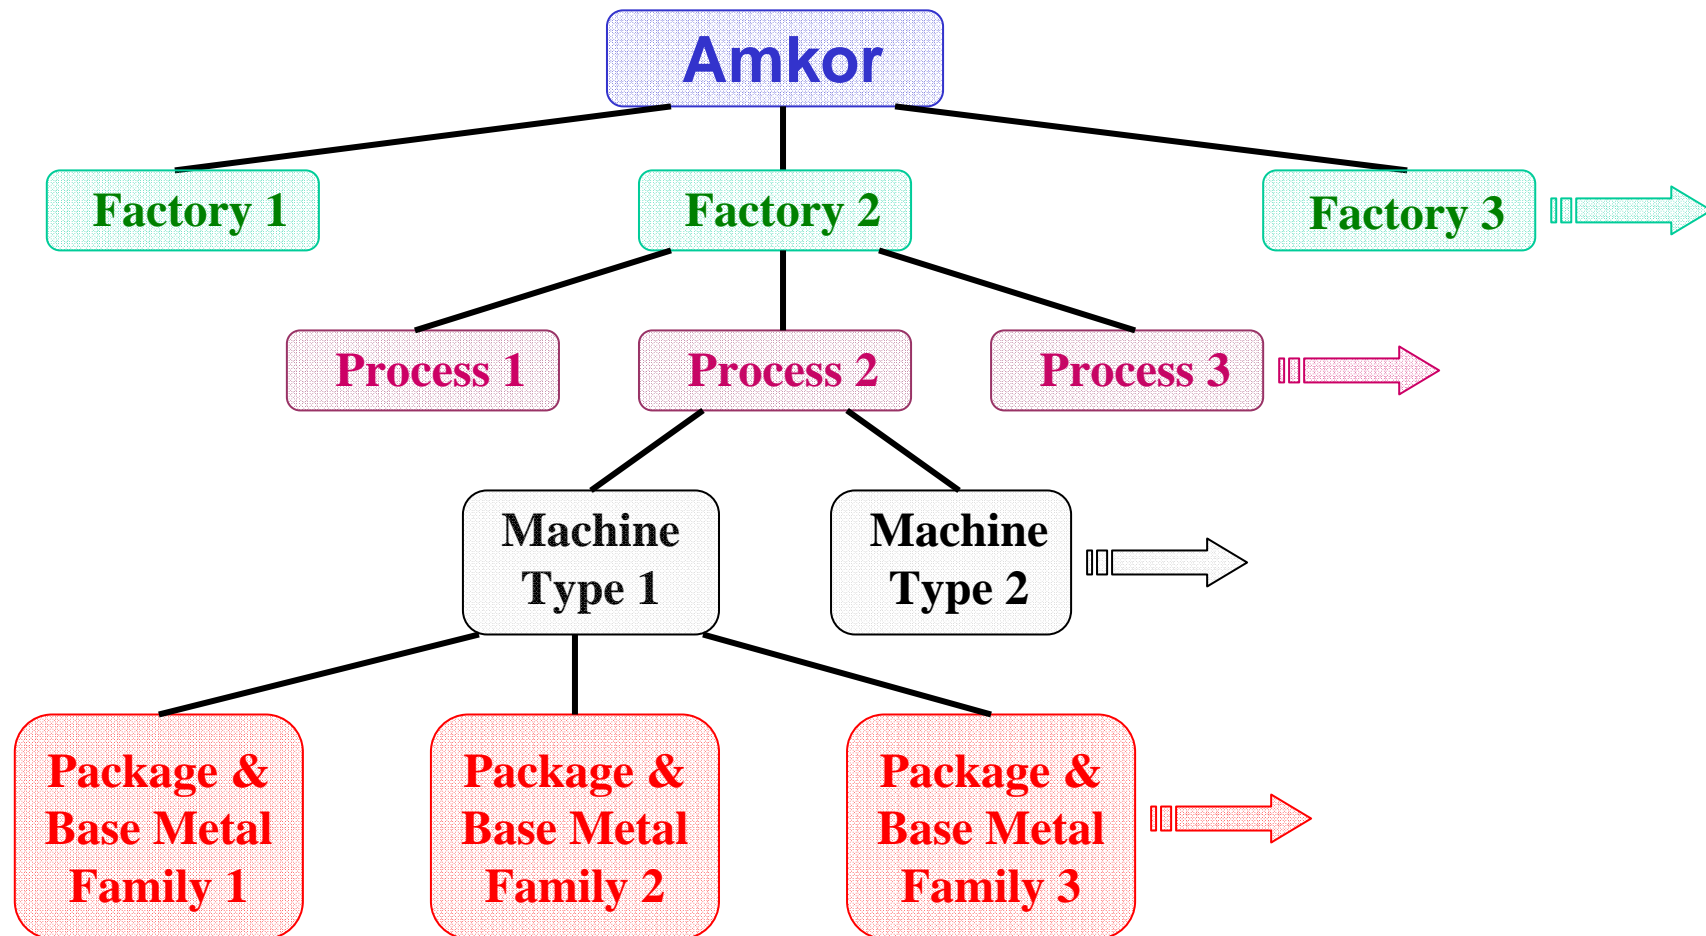 Amkor
Factory 1
Factory 2
Factory 3
Process 1
Process 2
Process 3
Machine
Type 1
Machine
Type 2
Package &
Base Metal
Family 1
Package &
Base Metal
Family 2
Package &
Base Metal
Family 3